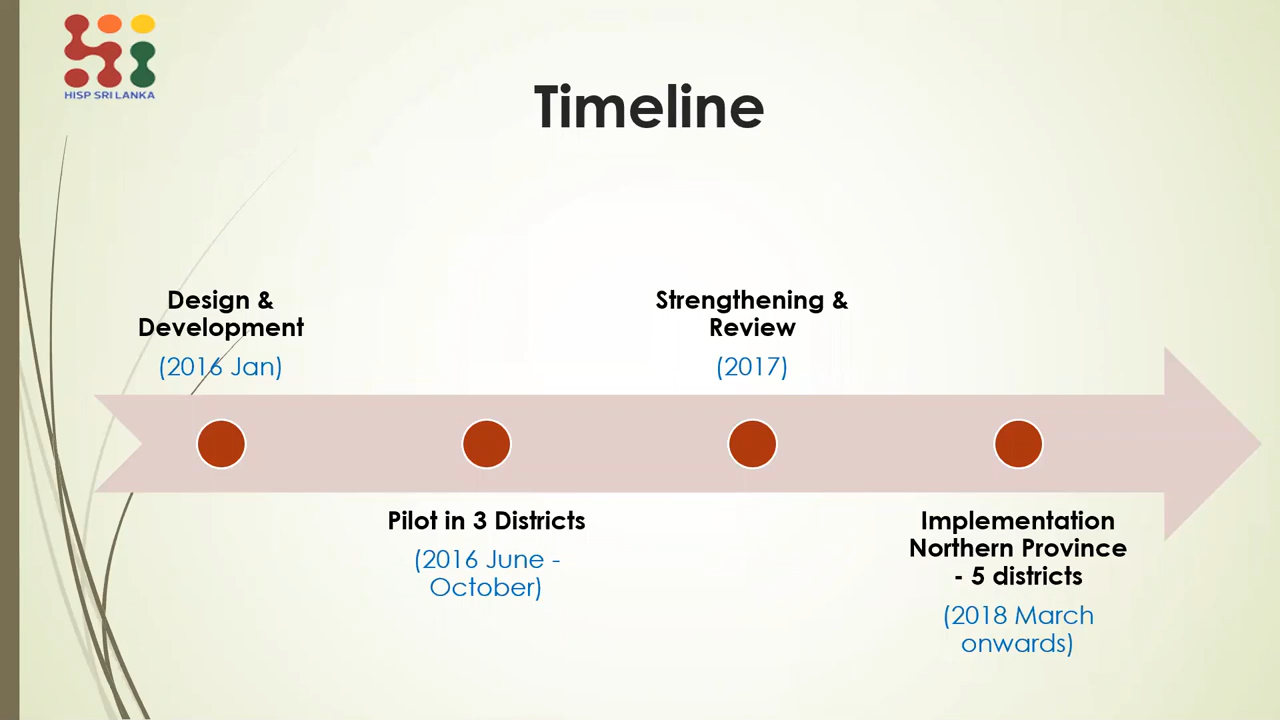 HISP SRI LANKA
Timeline
Design &
Development
(2016 Jan)
Pilot in 3 Districts
(2016 June -
October)
Strengthening &
Review
(2017)
Implementation
Northern Province
- 5 districts
(2018 March
onwards)